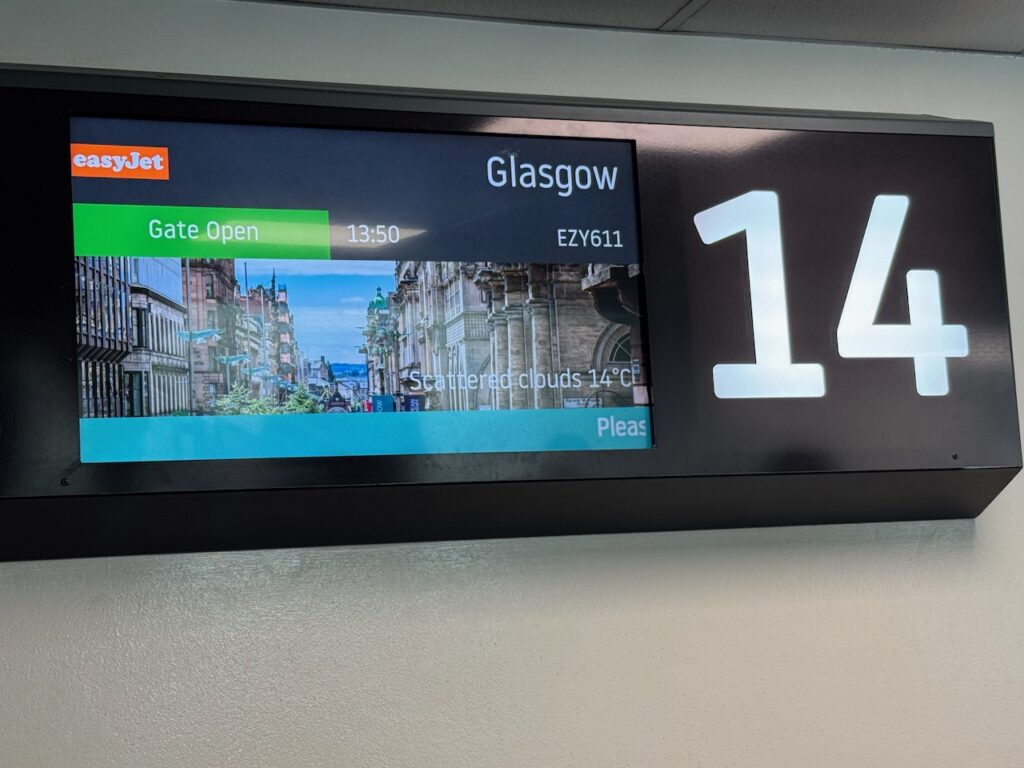 easyJet
Glasgow
Gate Open 13:50 EZY611
14
Scattered clouds 14°C
Pleas